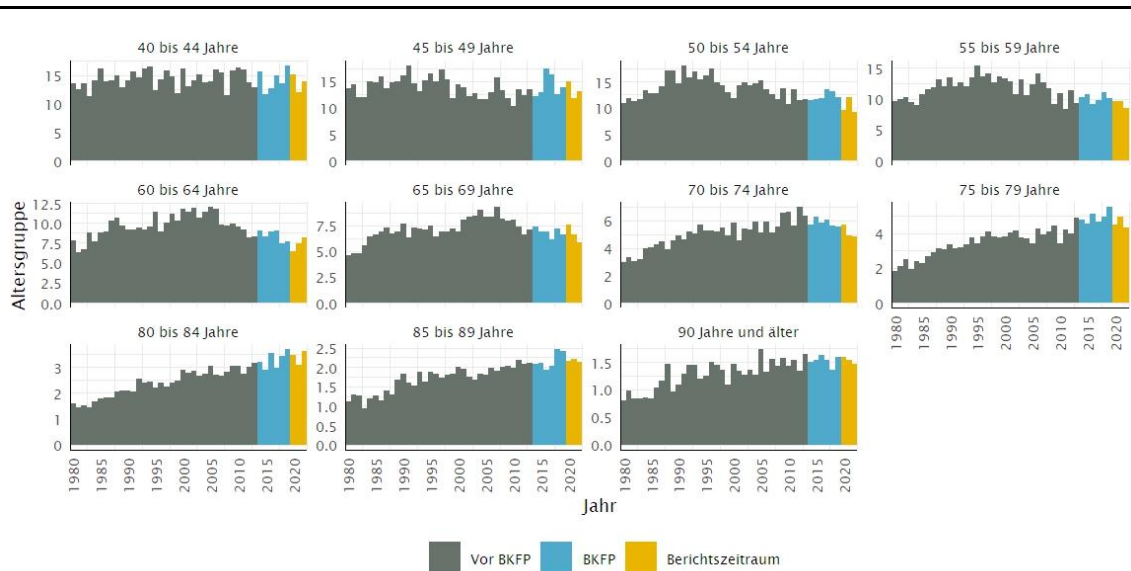 40 bis 44 Jahre 45 bis 49 Jahre 50 bis 54 Jahre 55 bis 59 Jahre
15 15 15 15
10 10 10 10
5 5 5 5
0 0 0 0
60 bis 64 Jahre 65 bis 69 Jahre 70 bis 74 Jahre 75 bis 79 Jahre
12.5
10.0 7.5 6 4
7.5 5.0 4
5.0 2.5 2 2
2.5
0.0 0.0 0 0
Altersgruppe
1980 1985 1990 1995 2000 2005 2010 2015 2020
80 bis 84 Jahre 85 bis 89 Jahre 90 Jahre und älter
3 2.5 1.5
2 2.0 1.0
1 1.5 0.5
0 1.0 0.0
0.5
0.0
1980 1985 1990 1995 2000 2005 2010 2015 2020 1980 1985 1990 1995 2000 2005 2010 2015 2020 1980 1985 1990 1995 2000 2005 2010 2015 2020
Jahr
Vor BKFP BKFP Berichtszeitraum